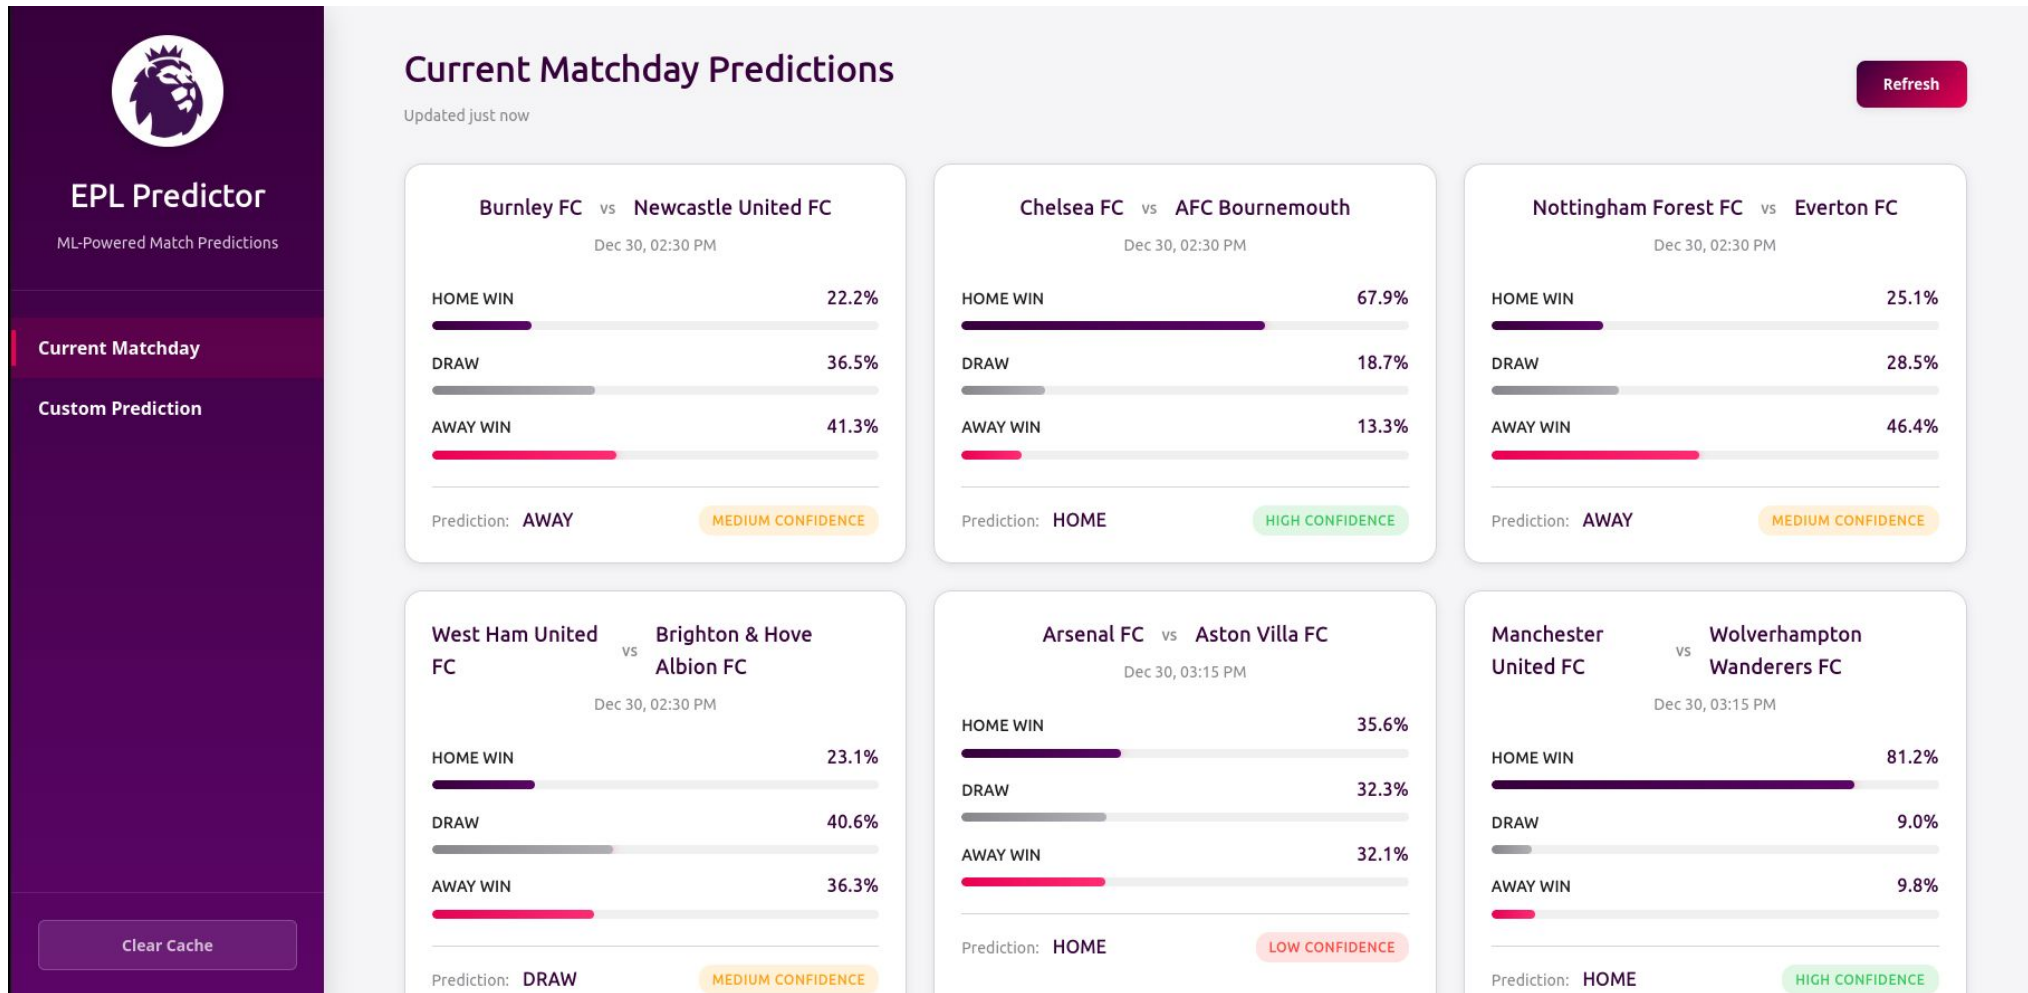 EPL Predictor
ML-Powered Match Predictions
Current Matchday
Custom Prediction
Clear Cache
Current Matchday Predictions
Updated just now
Refresh
Burnley FC vs Newcastle United FC
Dec 30, 02:30 PM
HOME WIN 22.2%
DRAW 36.5%
AWAY WIN 41.3%
Prediction: AWAY MEDIUM CONFIDENCE
Chelsea FC vs AFC Bournemouth
Dec 30, 02:30 PM
HOME WIN 67.9%
DRAW 18.7%
AWAY WIN 13.3%
Prediction: HOME HIGH CONFIDENCE
Nottingham Forest FC vs Everton FC
Dec 30, 02:30 PM
HOME WIN 25.1%
DRAW 28.5%
AWAY WIN 46.4%
Prediction: AWAY MEDIUM CONFIDENCE
West Ham United
FC
vs
Brighton & Hove
Albion FC
Dec 30, 02:30 PM
HOME WIN 23.1%
DRAW 40.6%
AWAY WIN 36.3%
Prediction: DRAW MEDIUM CONFIDENCE
Arsenal FC vs Aston Villa FC
Dec 30, 03:15 PM
HOME WIN 35.6%
DRAW 32.3%
AWAY WIN 32.1%
Prediction: HOME LOW CONFIDENCE
Manchester
United FC
vs
Wolverhampton
Wanderers FC
Dec 30, 03:15 PM
HOME WIN 81.2%
DRAW 9.0%
AWAY WIN 9.8%
Prediction: HOME HIGH CONFIDENCE